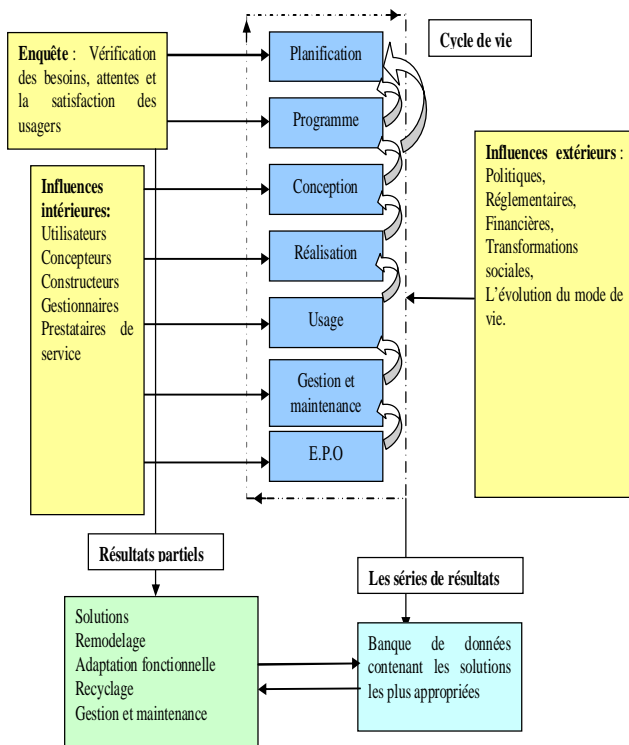 Enquête : Vérification
des besoins, attentes et
la satisfaction des
usagers
Influences
intérieures:
Utilisateurs
Concepteurs
Constructeurs
Gestionnaires
Prestataires de
service
Planification
Programme
Conception
Réalisation
Usage
Gestion et
maintenance
E.P.O
Cycle de vie
Influences extérieurs :
Politiques,
Réglementaires,
Financières,
Transformations
sociales,
L'évolution du mode de
vie.
Résultats partiels
Les séries de résultats
Solutions
Remodelage
Adaptation fonctionnelle
Recyclage
Gestion et maintenance
Banque de données
contenant les solutions
les plus appropriées